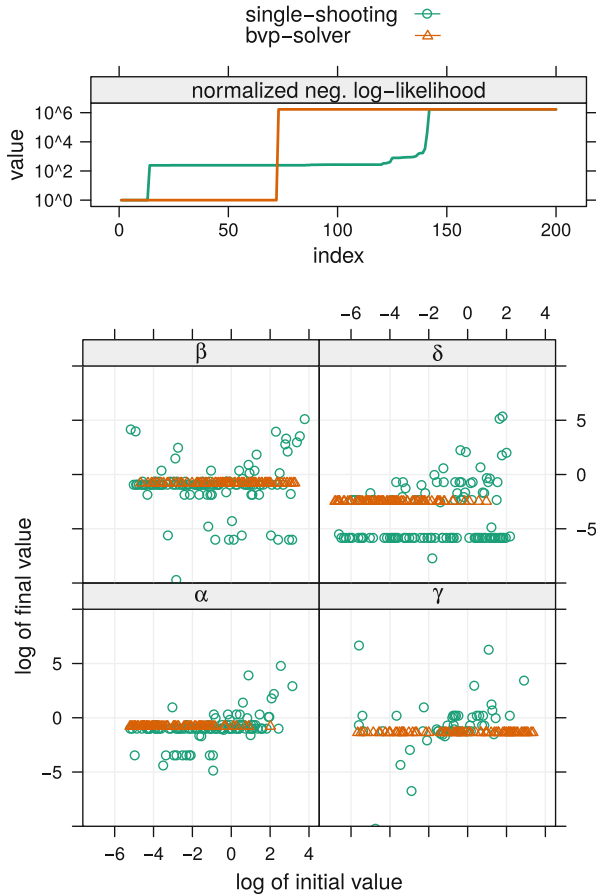 single-shooting
bvp-solver
normalized neg. log-likelihood
value
10^6
10^2
10^0
0 50 100 150 200
index
−6 −4 −2 0 2 4
β δ
5
0
−5
log of final value
α γ
5
0
−5
−6 −4 −2 0 2 4
log of initial value